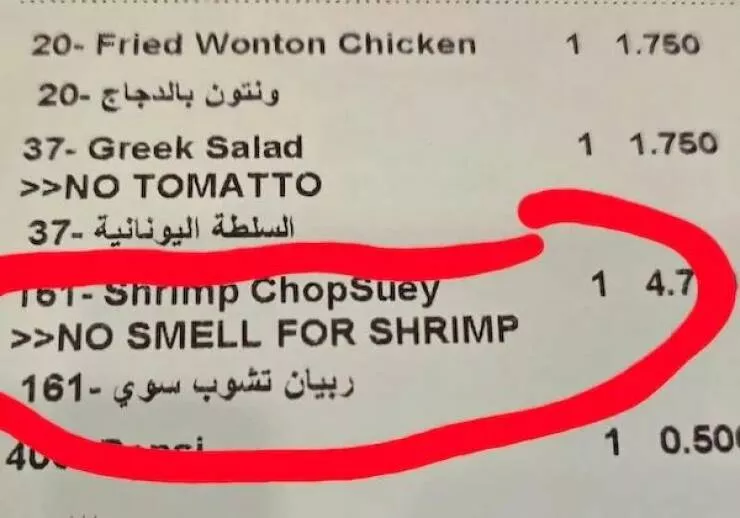 20- Fried Wonton Chicken 1 1.750
20- ونتون بالدجاج
37- Greek Salad 1 1.750
>>NO TOMATTO
37- السلطة اليونانية
161- Shrimp ChopSuey 1 4.7
>>NO SMELL FOR SHRIMP
161- ربيان تشوب سوي
1 0.500